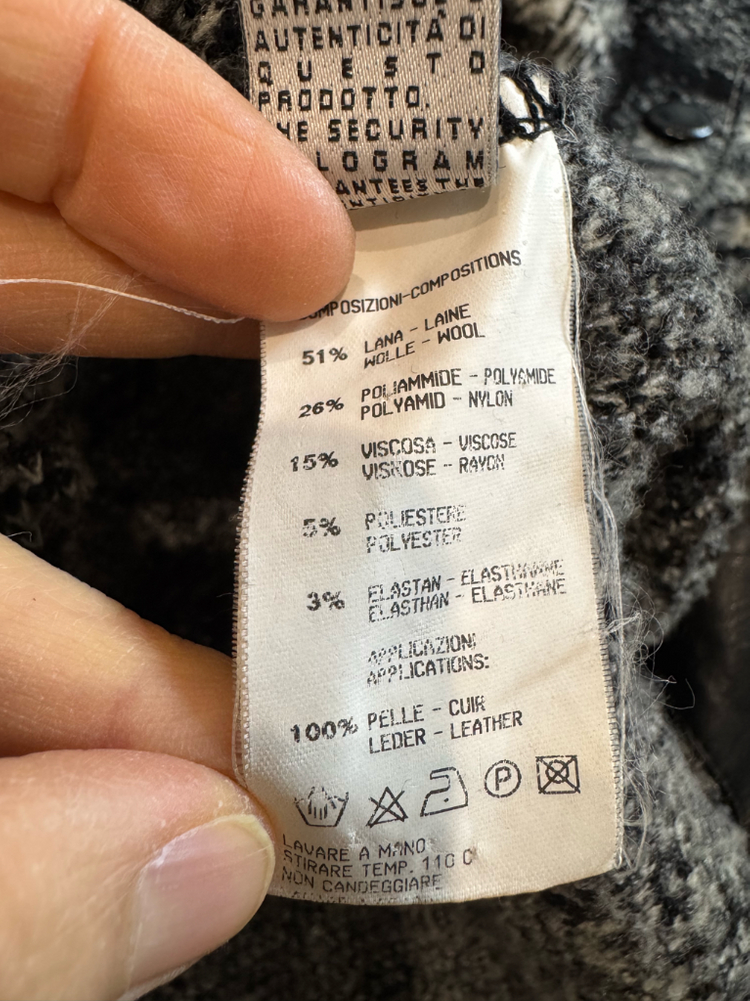 AUTENTICITÀ DI
QUESTO
PRODOTTO.
SECURITY
THE
COMPOSIZIONI-COMPOSITIONS
51% LANA - LAINE
WOLLE - WOOL
26% POLIAMMIDE - POLYAMIDE
POLYAMID - NYLON
15% VISCOSA - VISCOSE
VISKOSE - RAYON
5% POLIESTERE
POLYESTER
3% ELASTAN - ELASTHANNE
ELASTHAN - ELASTHANE
APPLICAZIONI
APPLICATIONS:
100% PELLE - CUIR
LEDER - LEATHER
P
LAVARE A MANO
STIRARE TEMP. 110 C
NON CANDEGGIARE